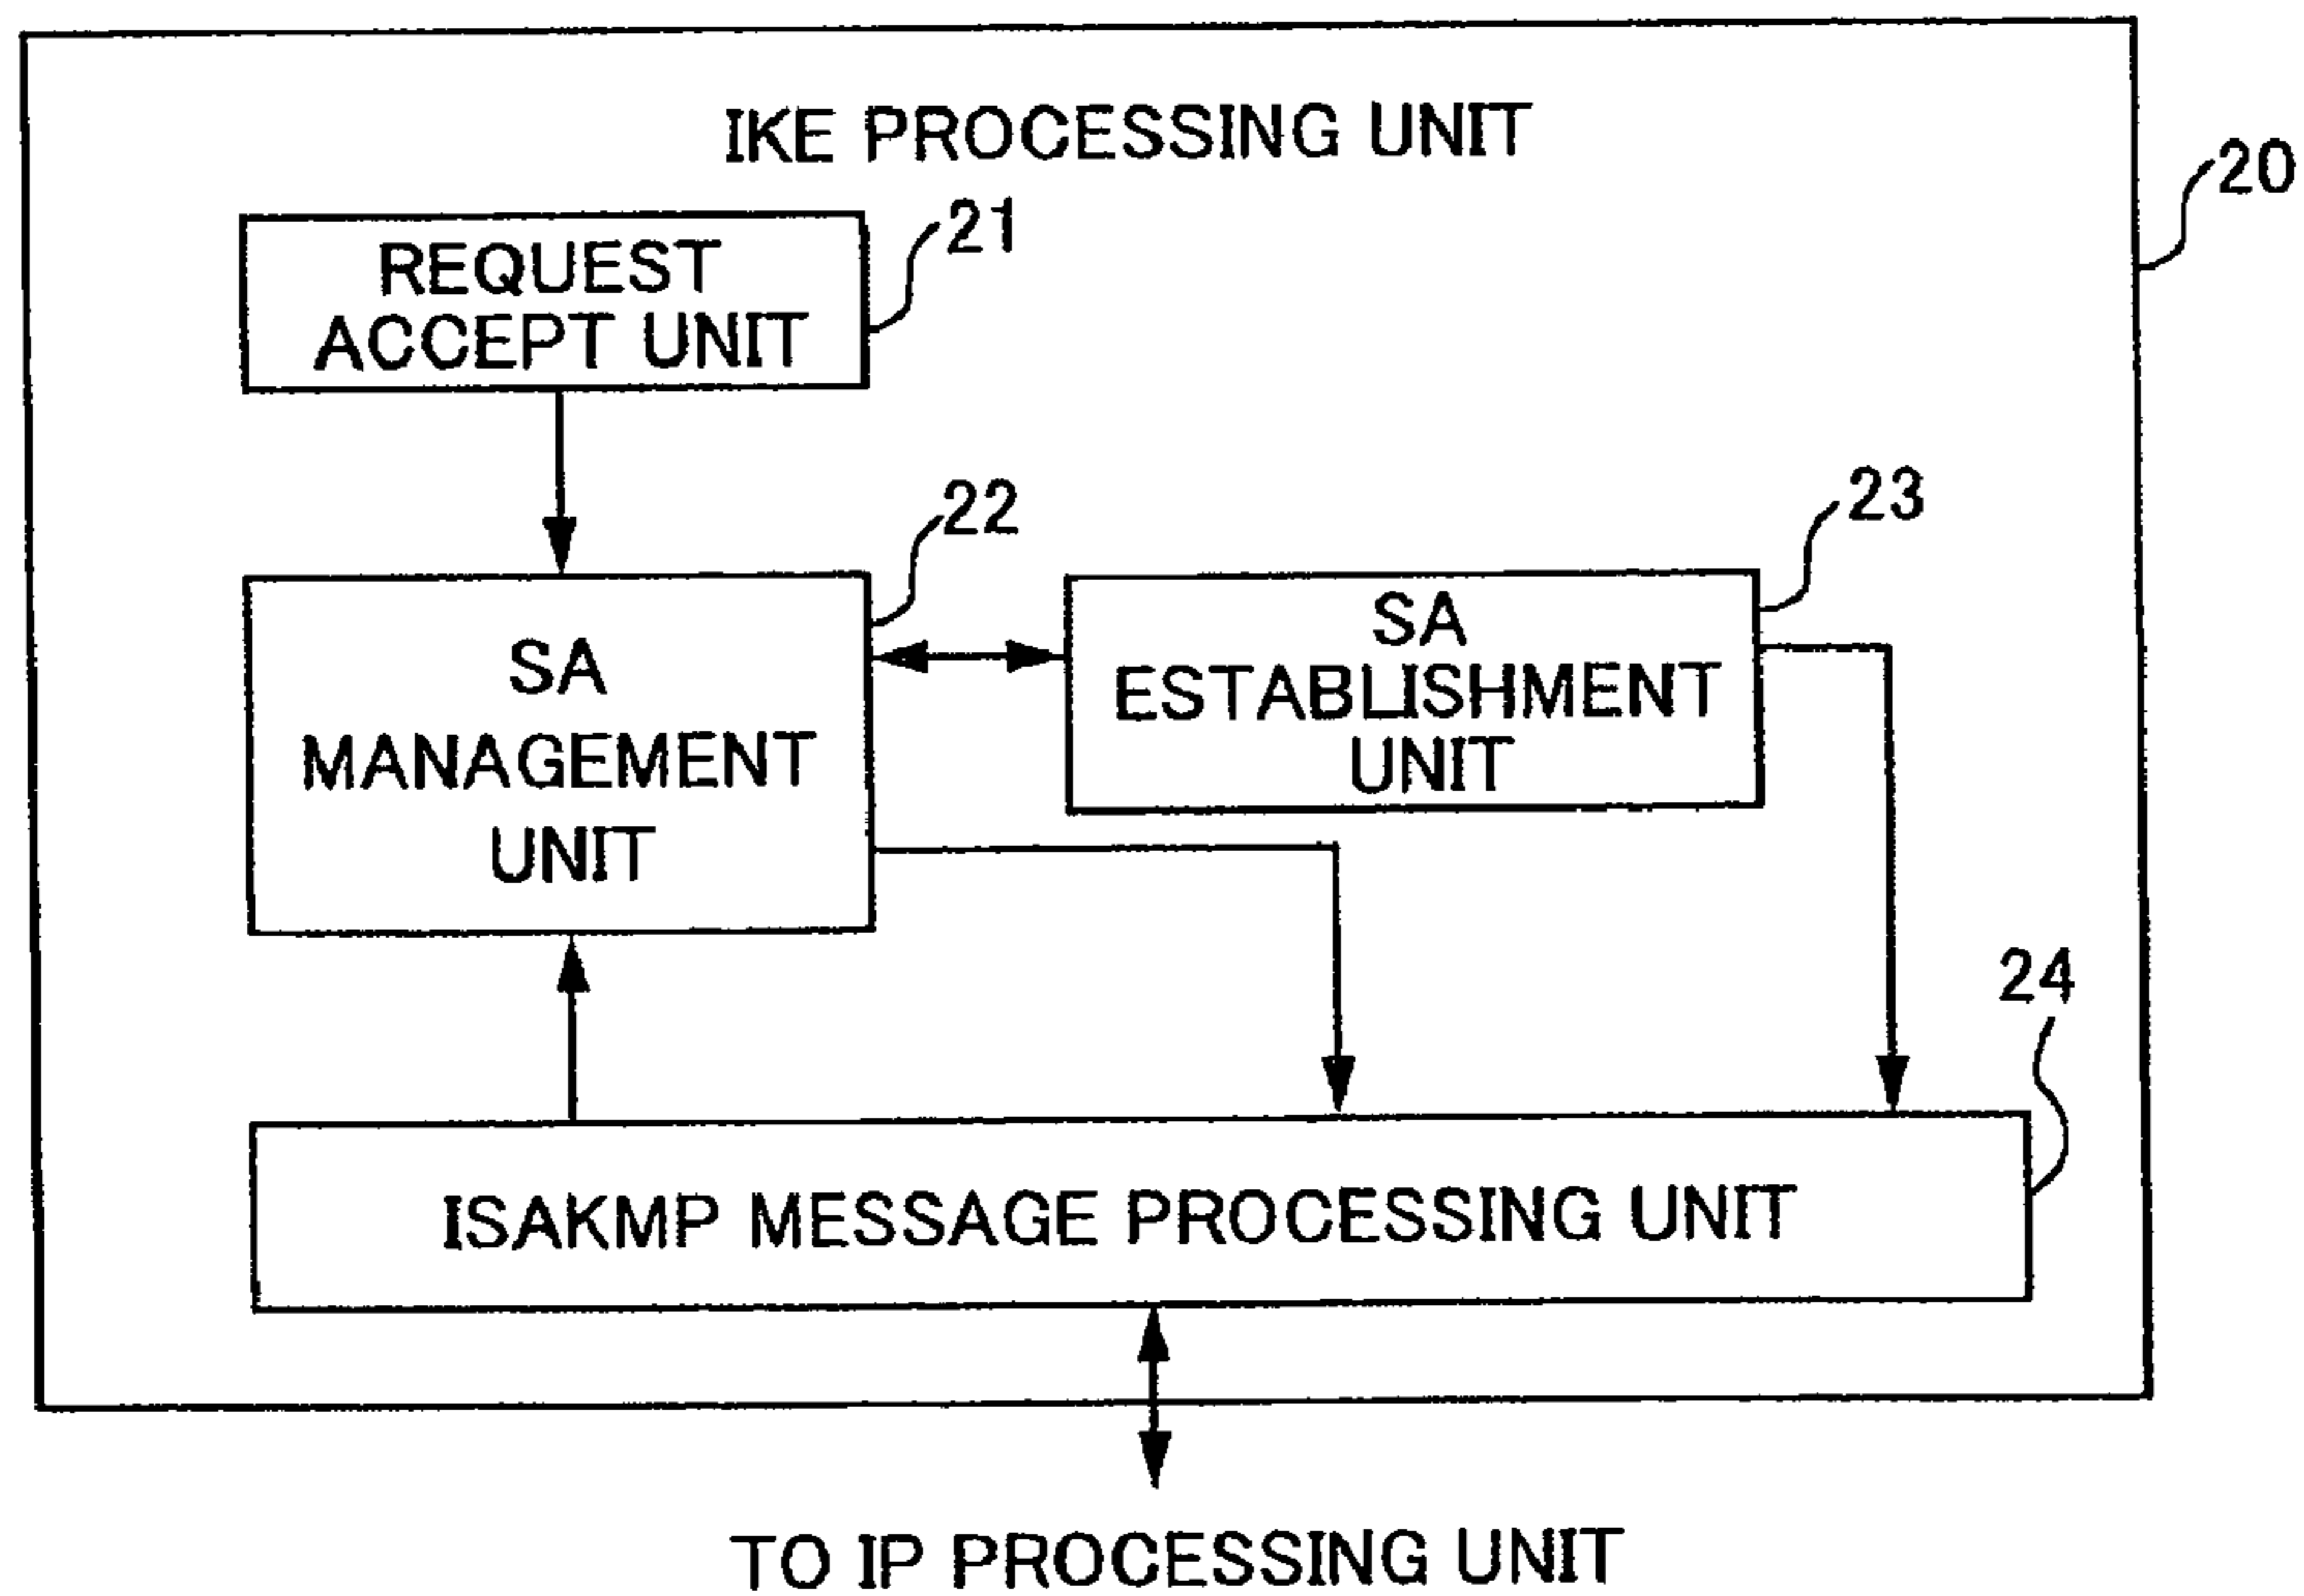 IKE PROCESSING UNIT
20
21
REQUEST
ACCEPT UNIT
22
23
SA
MANAGEMENT
UNIT
SA
ESTABLISHMENT
UNIT
24
ISAKMP MESSAGE PROCESSING UNIT
TO IP PROCESSING UNIT